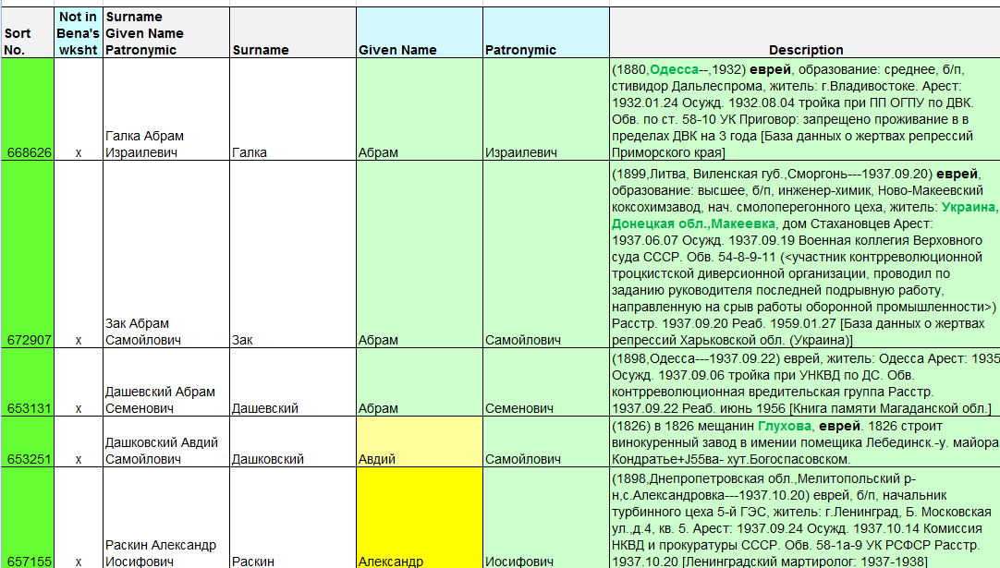 Sort No.
Not in Bena's wksht
Surname Given Name Patronymic
Surname
Given Name
Patronymic
Description
668626
x
Галка Абрам
Израилевич
Галка
Абрам
Израилевич
(1880,Одесса--,1932) еврей, образование: среднее, б/п,
стивидор Дальлеспрома, житель: г.Владивостоке. Арест:
1932.01.24 Осужд. 1932.08.04 тройка при ПП ОГПУ по ДВК.
Обв. по ст. 58-10 УК Приговор: запрещено проживание в в
пределах ДВК на 3 года [База данных о жертвах репрессий
Приморского края]
672907
x
Зак Абрам
Самойлович
Зак
Абрам
Самойлович
(1899,Литва, Виленская губ.,Сморгонь---1937.09.20) еврей,
образование: высшее, б/п, инженер-химик, Ново-Макеевский
коксохимзавод, нач. смолоперегонного цеха, житель: Украина,
Донецкая обл.,Макеевка, дом Стахановцев Арест:
1937.06.07 Осужд. 1937.09.19 Военная коллегия Верховного
суда СССР. Обв. 54-8-9-11 (<участник контрреволюционной
троцкистской диверсионной организации, проводил по
заданию руководителя последней подрывную работу,
направленную на срыв работы оборонной промышленности>)
Расстр. 1937.09.20 Реаб. 1959.01.27 [База данных о жертвах
репрессий Харьковской обл. (Украина)]
653131
x
Дашевский Абрам
Семенович
Дашевский
Абрам
Семенович
(1898,Одесса---1937.09.22) еврей, житель: Одесса Арест: 1935
Осужд. 1937.09.06 тройка при УНКВД по ДС. Обв.
контрреволюционная вредительская группа Расстр.
1937.09.22 Реаб. июнь 1956 [Книга памяти Магаданской обл.]
653251
x
Дашковский Авдий
Самойлович
Дашковский
Авдий
Самойлович
(1826) в 1826 мещанин Глухова, еврей. 1826 строит
винокуренный завод в имении помещика Лебединск.-у. майора
Кондратье+J55ва- хут.Богоспасовском.
657155
x
Раскин Александр
Иосифович
Раскин
Александр
Иосифович
(1898,Днепропетровская обл.,Мелитопольский р-
н,с.Александровка---1937.10.20) еврей, б/п, начальник
турбинного цеха 5-й ГЭС, житель: г.Ленинград, Б. Московская
ул.,д.4, кв. 5. Арест: 1937.09.24 Осужд. 1937.10.14 Комиссия
НКВД и прокуратуры СССР. Обв. 58-1а-9 УК РСФСР Расстр.
1937.10.20 [Ленинградский мартиролог: 1937-1938]